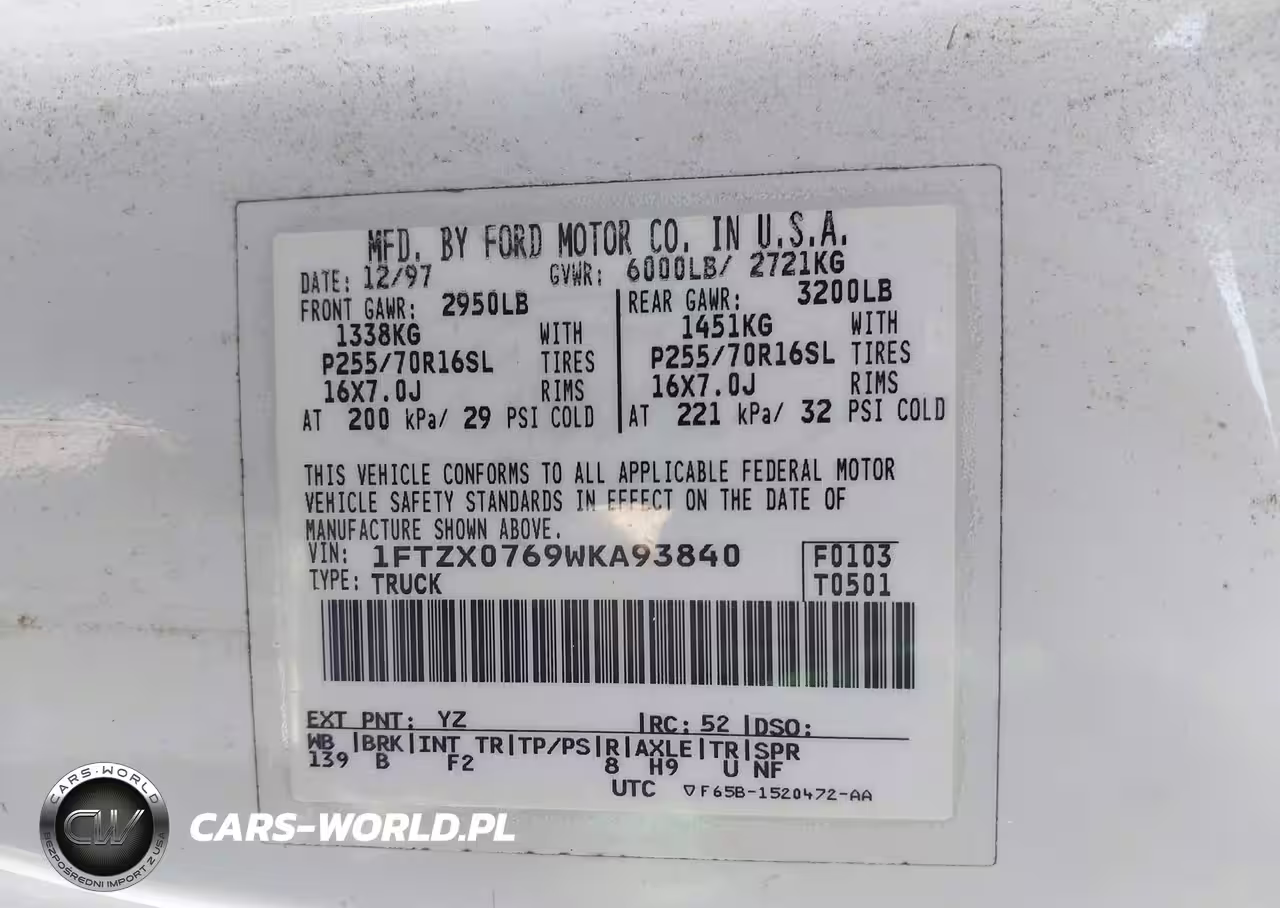 MFD. BY FORD MOTOR CO. IN U.S.A.
DATE: 12/97 GVWR: 6000LB/ 2721KG
FRONT GAWR: 2950LB REAR GAWR: 3200LB
1338KG WITH 1451KG WITH
P255/70R16SL TIRES P255/70R16SL TIRES
16X7.0J RIMS 16X7.0J RIMS
AT 200 kPa/ 29 PSI COLD AT 221 kPa/ 32 PSI COLD
THIS VEHICLE CONFORMS TO ALL APPLICABLE FEDERAL MOTOR
VEHICLE SAFETY STANDARDS IN EFFECT ON THE DATE OF
MANUFACTURE SHOWN ABOVE.
VIN: 1FTZX0769WKA93840 F0103
TYPE: TRUCK T0501
EXT PNT: YZ RC: 52 DSO:
WB BRK INT TR TP/PS R AXLE TR SPR
139 B F2 8 H9 U NF
UTC ▽F65B-1520472-AA
CARS-WORLD
CW
BEZPOŚREDNI IMPORT Z USA
CARS-WORLD.PL